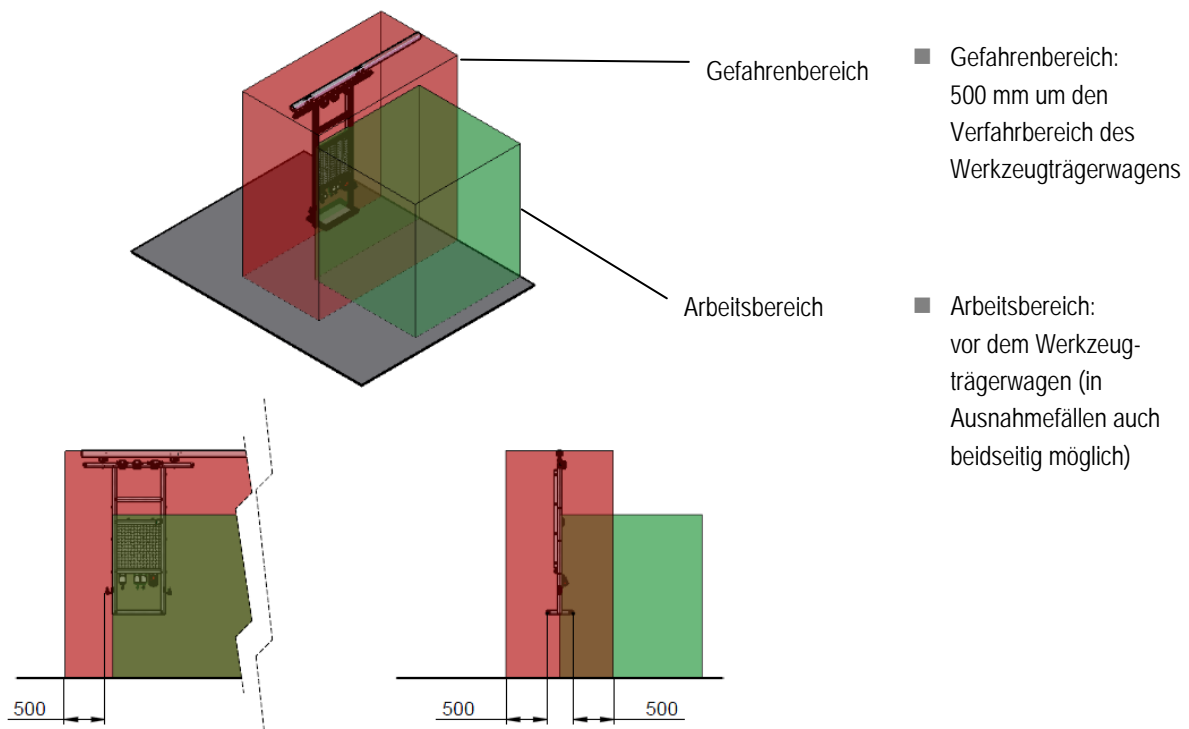 Gefahrenbereich
Arbeitsbereich
■ Gefahrenbereich:
500 mm um den
Verfahrbereich des
Werkzeugträgerwagens
■ Arbeitsbereich:
vor dem Werkzeug-
trägerwagen (in
Ausnahmefällen auch
beidseitig möglich)
500
500
500